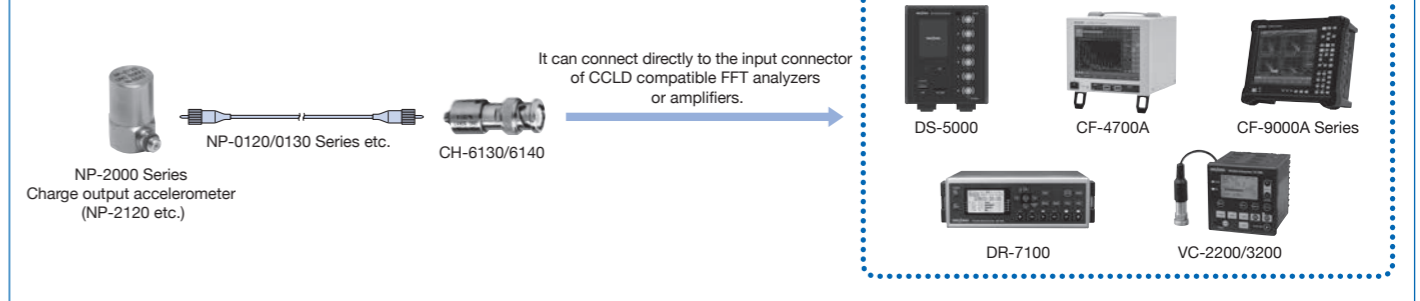 It can connect directly to the input connector
of CCLD compatible FFT analyzers
or amplifiers.
NP-0120/0130 Series etc.
CH-6130/6140
NP-2000 Series
Charge output accelerometer
(NP-2120 etc.)
DS-5000
CF-4700A
CF-9000A Series
DR-7100
VC-2200/3200